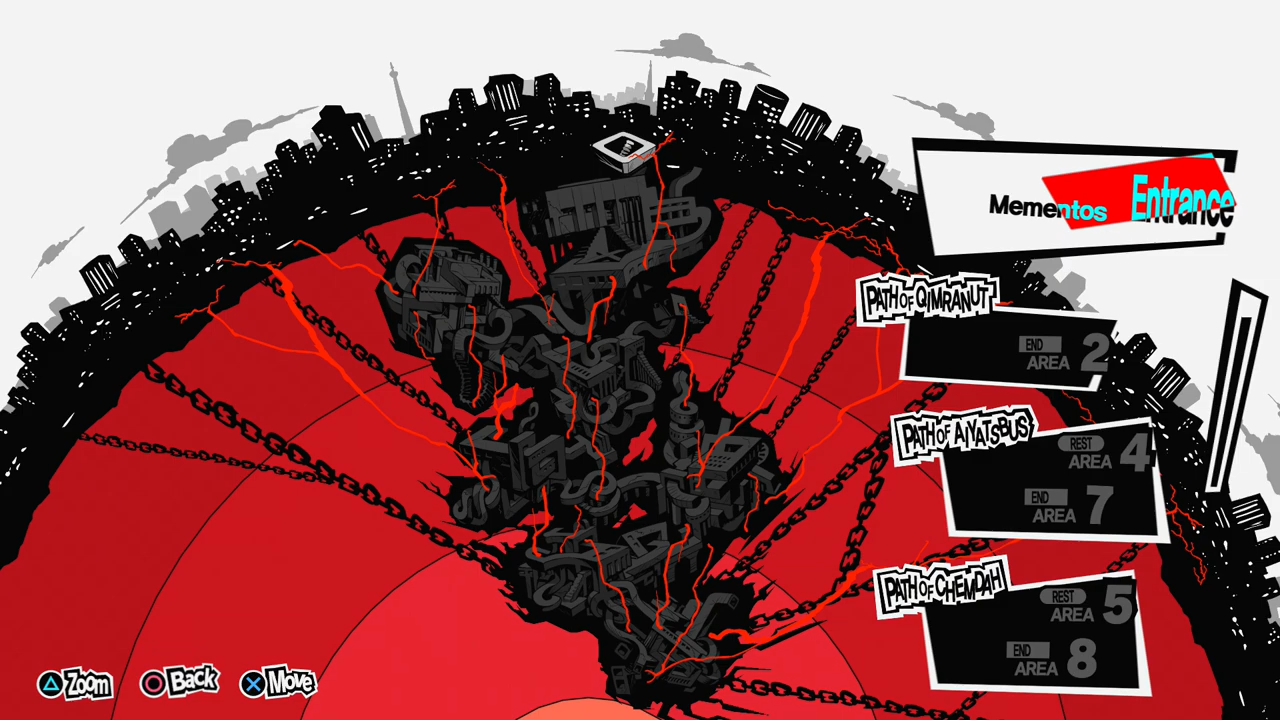 Mementos Entrance
PATH OF QIMRANUT
END
AREA 2
PATH OF AIYATSBUS
REST
AREA 4
END
AREA 7
PATH OF CHEMDAH
REST
AREA 5
END
AREA 8
Zoom Back Move